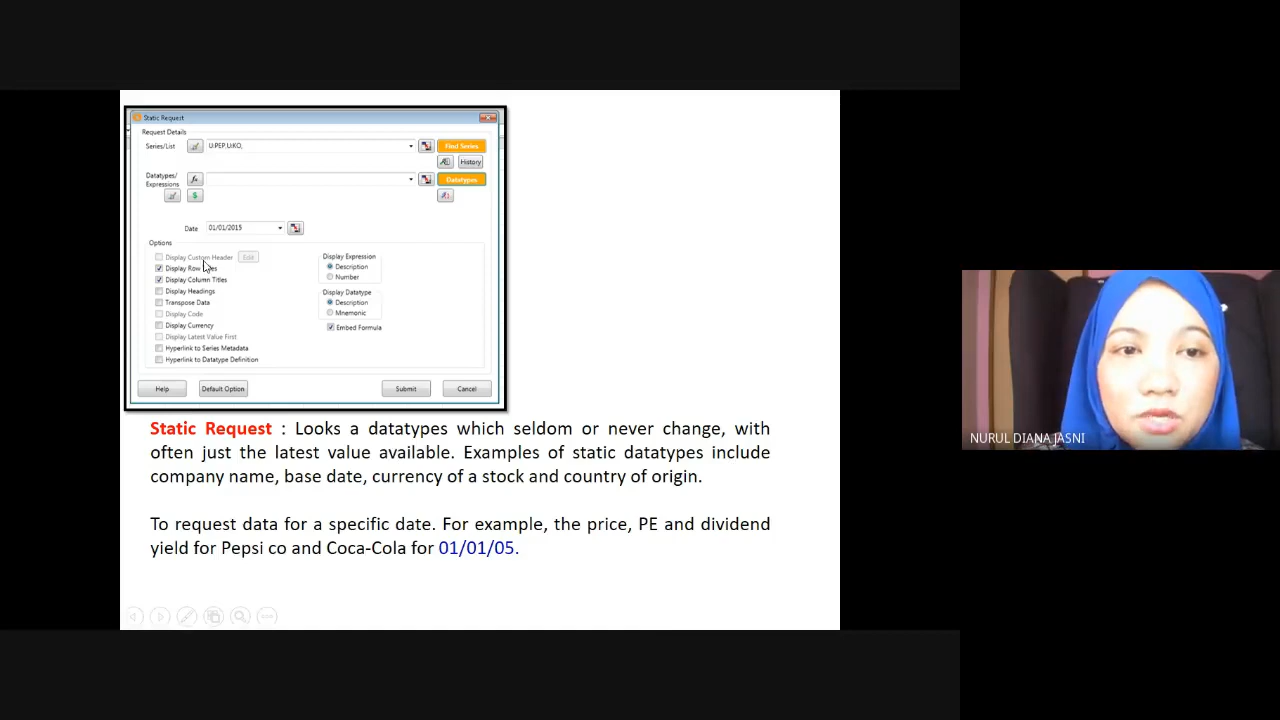 Static Request
Request Details
Series/List U:PEP,U:KO, Find Series
History
Datatypes/
Expressions
Datatypes
Date 01/01/2015
Options
Display Custom Header Edit
Display Row
Display Column Titles
Display Headings
Transpose Data
Display Code
Display Currency
Display Latest Value First
Hyperlink to Series Metadata
Hyperlink to Datatype Definition
Display Expression
Description
Number
Display Datatype
Description
Mnemonic
Embed Formula
Help Default Option Submit Cancel
Static Request : Looks a datatypes which seldom or never change, with
often just the latest value available. Examples of static datatypes include
company name, base date, currency of a stock and country of origin.
To request data for a specific date. For example, the price, PE and dividend
yield for Pepsi co and Coca-Cola for 01/01/05.
NURUL DIANA JASNI